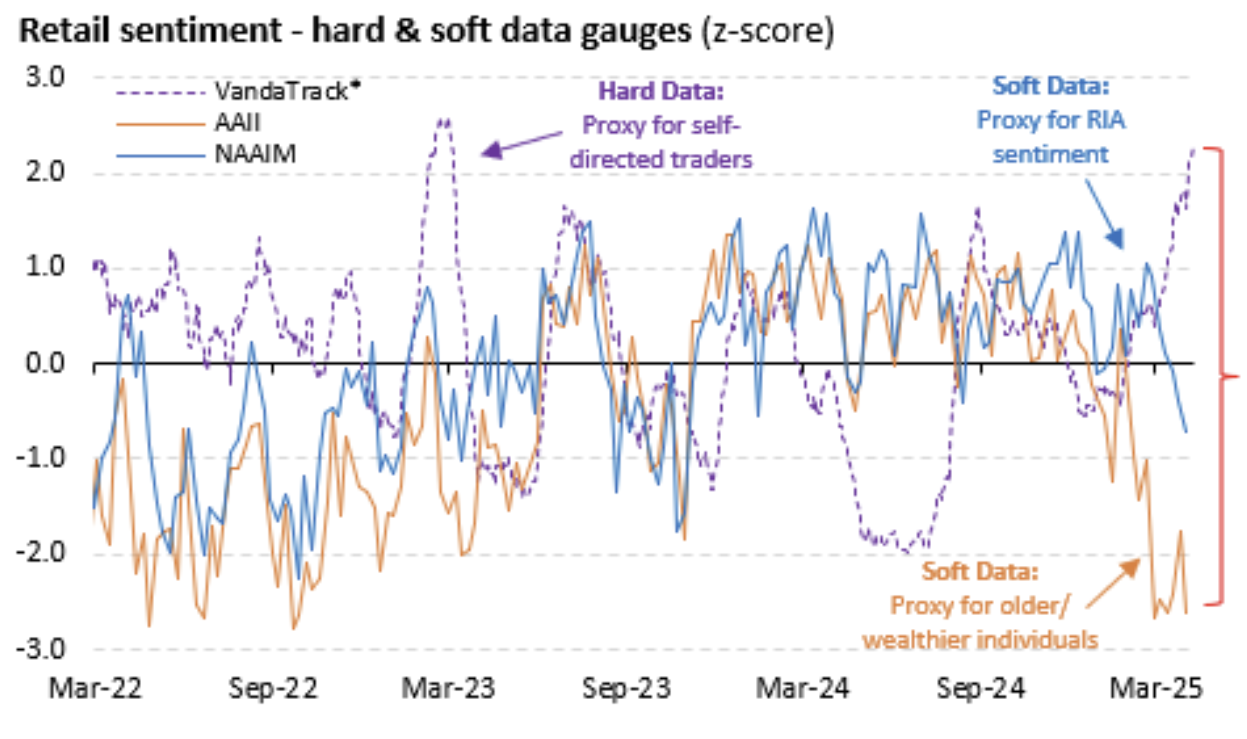 Retail sentiment - hard & soft data gauges (z-score)
3.0
2.0
1.0
0.0
-1.0
-2.0
-3.0
VandaTrack*
AAII
NAAIM
Hard Data:
Proxy for self-
directed traders
Soft Data:
Proxy for RIA
sentiment
Soft Data:
Proxy for older/
wealthier individuals
Mar-22
Sep-22
Mar-23
Sep-23
Mar-24
Sep-24
Mar-25